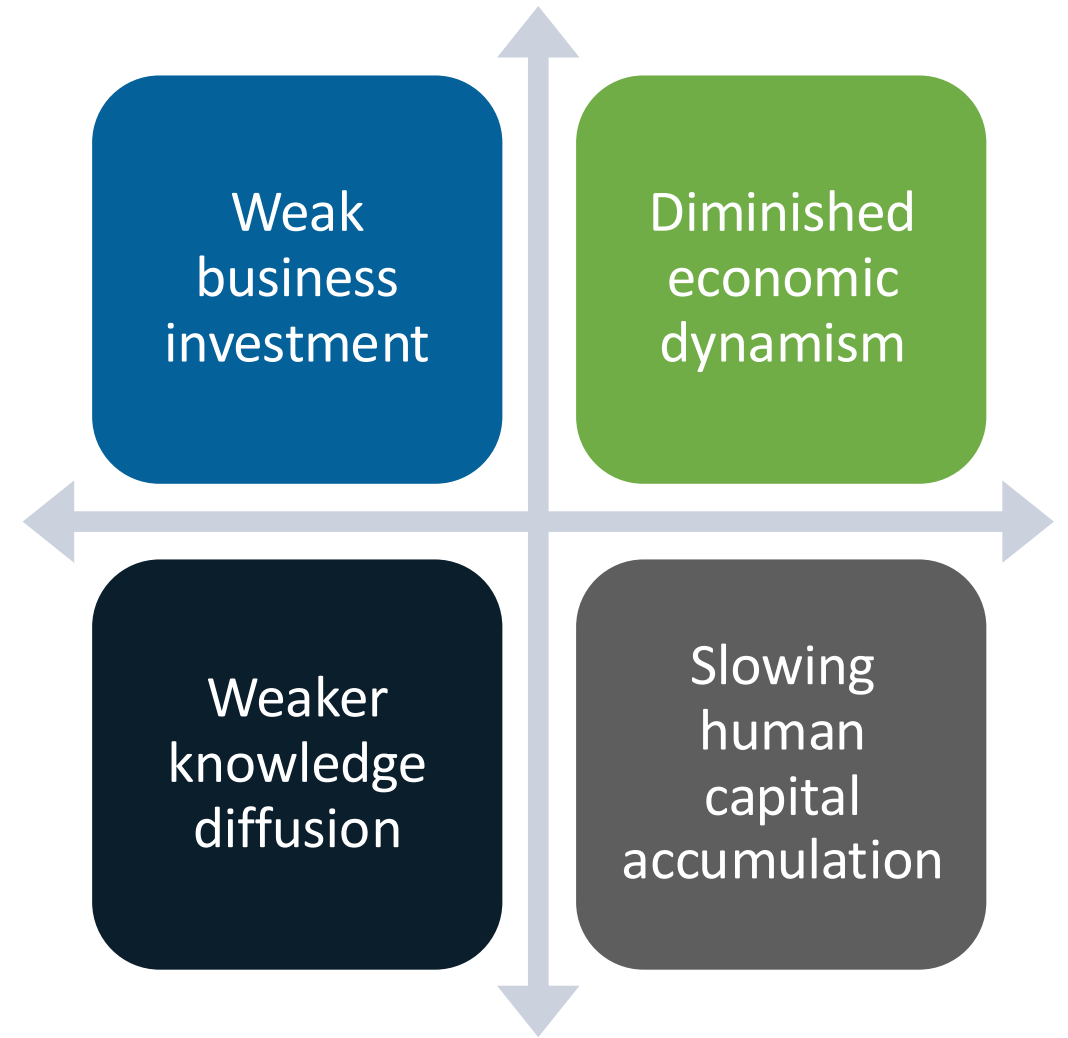 Weak
business
investment
Diminished
economic
dynamism
Weaker
knowledge
diffusion
Slowing
human
capital
accumulation